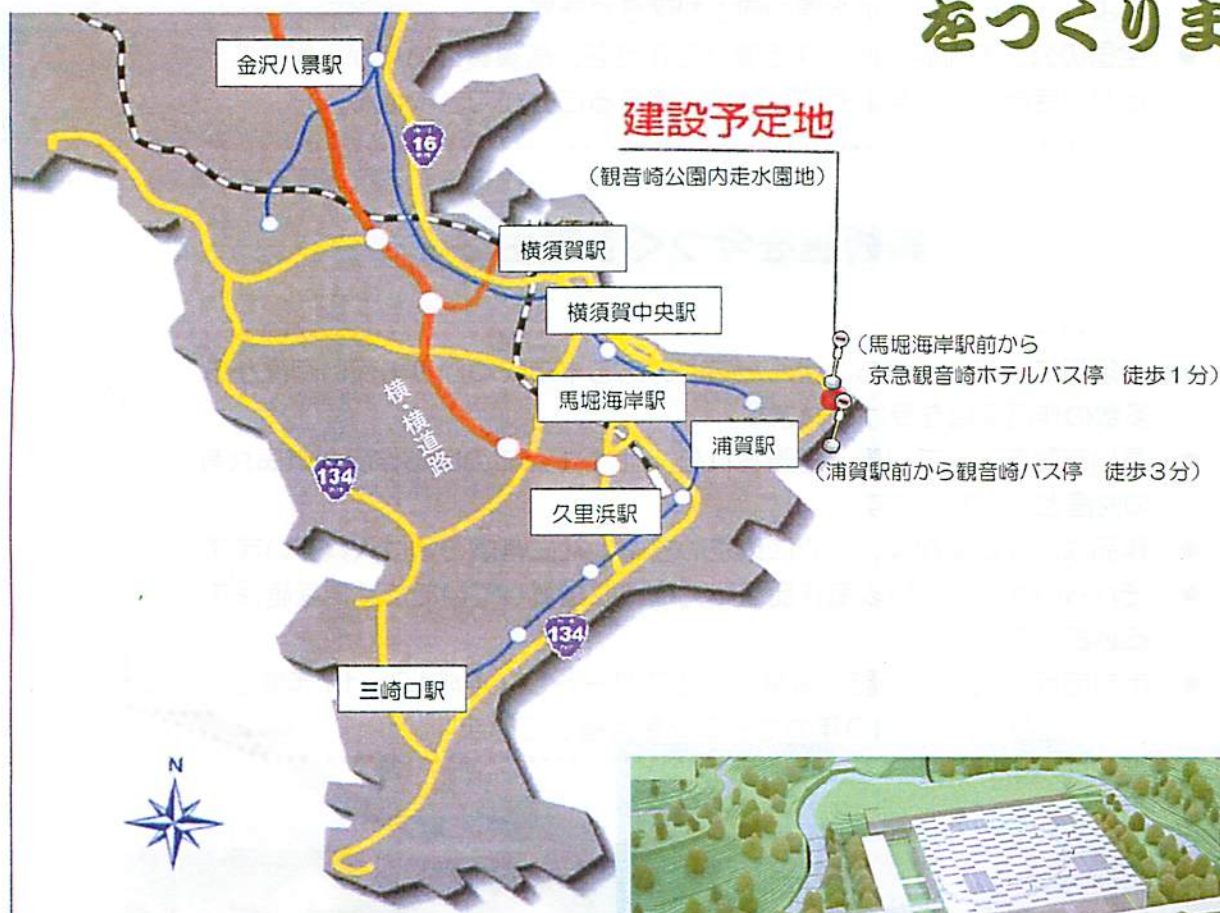 をつくりま
金沢八景駅
16
建設予定地
（観音崎公園内走水園地）
横須賀駅
横須賀中央駅
（馬堀海岸駅前から
京急観音崎ホテルバス停 徒歩1分）
馬堀海岸駅
横・横道路
浦賀駅
134
（浦賀駅前から観音崎バス停 徒歩3分）
久里浜駅
134
三崎口駅
N